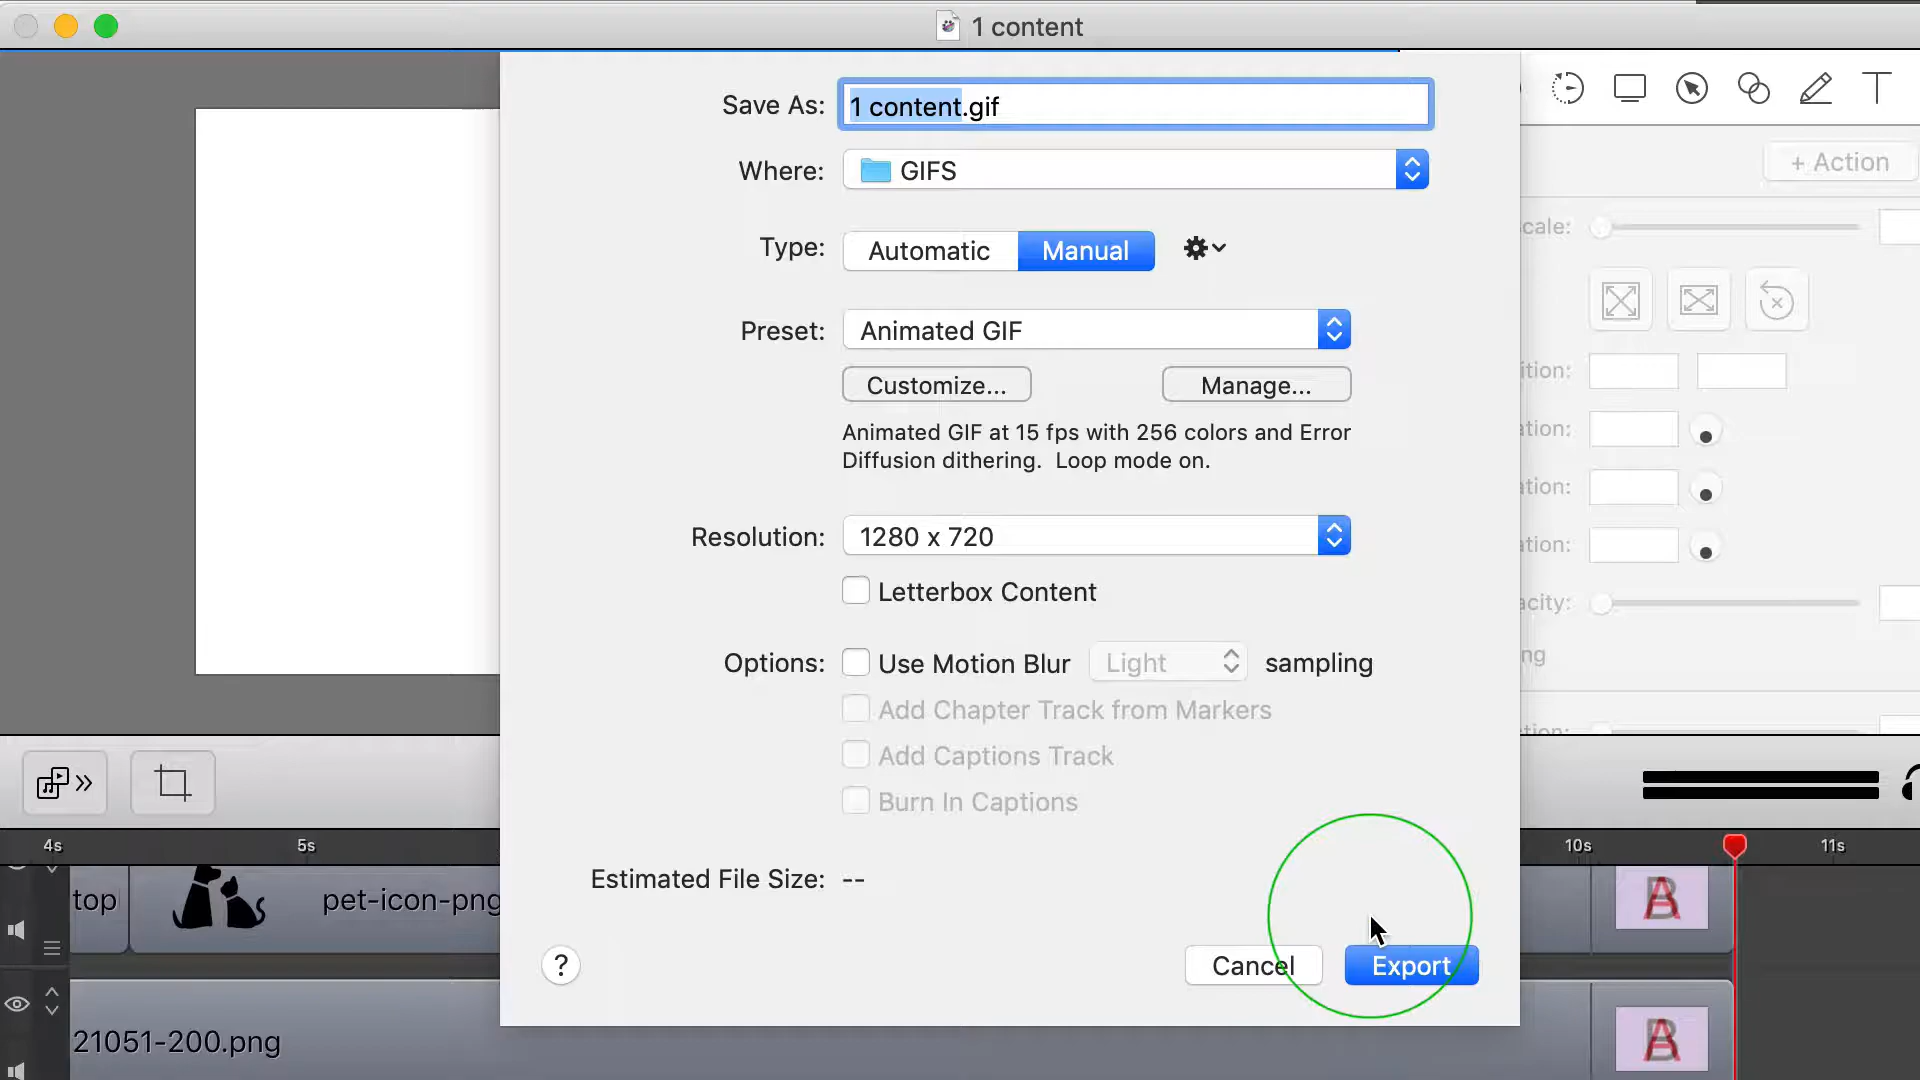 1 content
Save As: 1 content.gif
Where: GIFS
T
+ Action
cale:
Type: Automatic Manual
Preset: Animated GIF
ition:
Customize... Manage...
ation:
Animated GIF at 15 fps with 256 colors and Error
Diffusion dithering. Loop mode on.
ation:
Resolution: 1280 x 720
ation:
Letterbox Content
acity:
Options: Use Motion Blur Light sampling
ng
Add Chapter Track from Markers
Add Captions Track
Burn In Captions
4s 5s 10s 11s
Estimated File Size: --
top pet-icon-png
? Cancel Export
21051-200.png